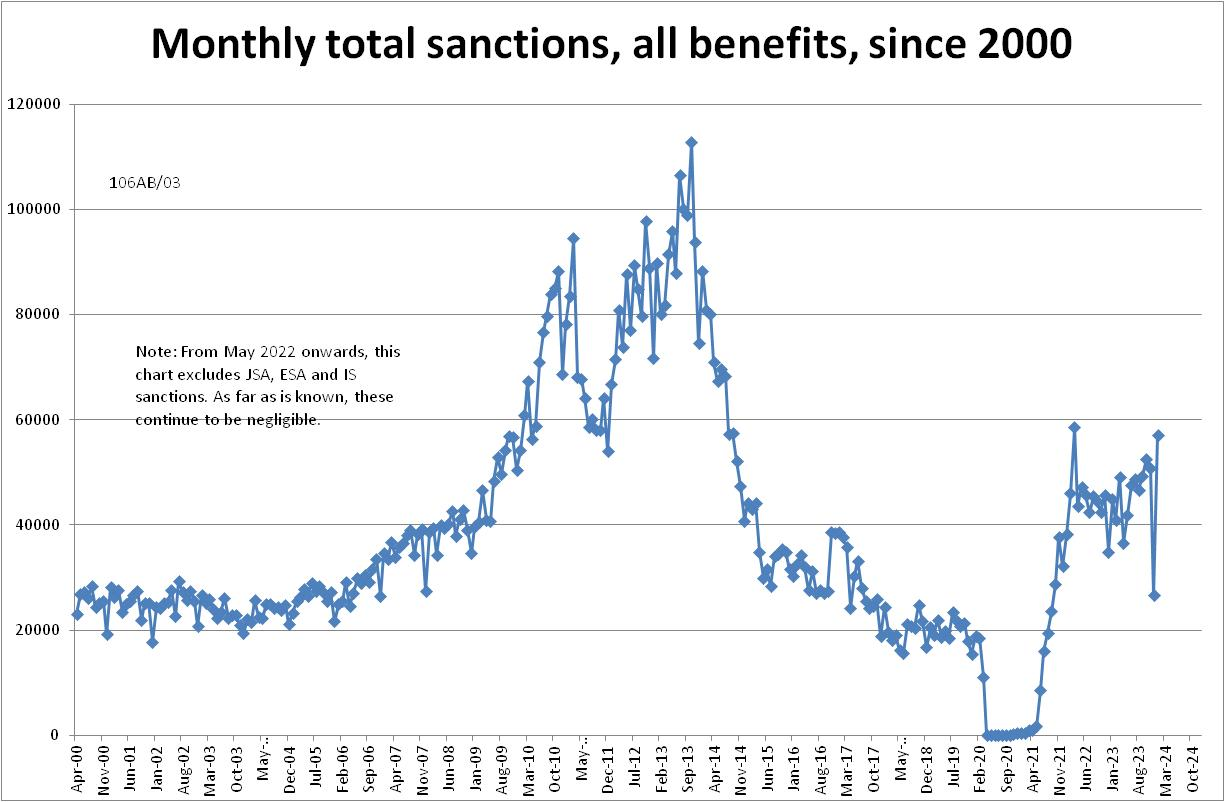 Monthly total sanctions, all benefits, since 2000
120000
106AB/03
100000
80000
Note: From May 2022 onwards, this
chart excludes JSA, ESA and IS
sanctions. As far as is known, these
continue to be negligible.
60000
40000
20000
0
Apr-00
Nov-00
Jun-01
Jan-02
Aug-02
Mar-03
Oct-03
May-..
Dec-04
Jul-05
Feb-06
Sep-06
Apr-07
Nov-07
Jun-08
Jan-09
Aug-09
Mar-10
Oct-10
May-..
Dec-11
Jul-12
Feb-13
Sep-13
Apr-14
Nov-14
Jun-15
Jan-16
Aug-16
Mar-17
Oct-17
May-..
Dec-18
Jul-19
Feb-20
Sep-20
Apr-21
Nov-21
Jun-22
Jan-23
Aug-23
Mar-24
Oct-24